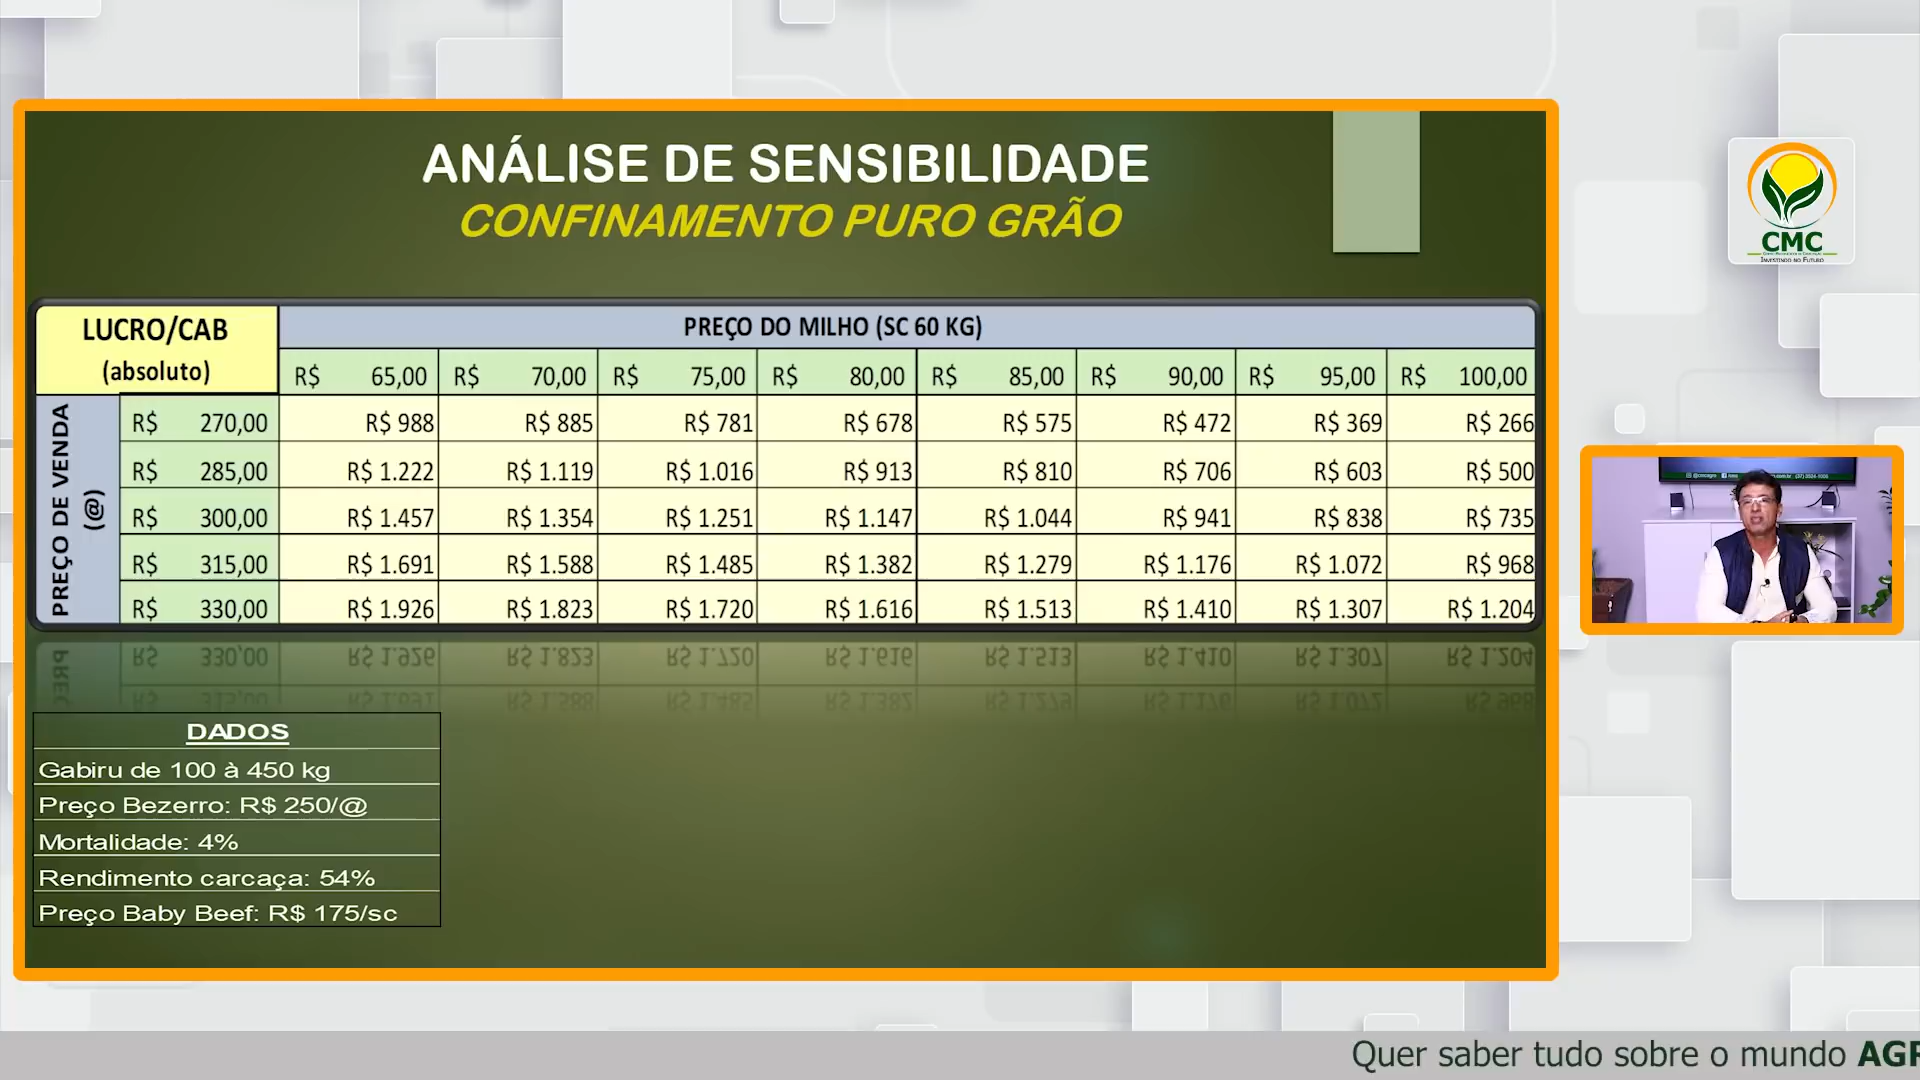 ANÁLISE DE SENSIBILIDADE
CONFINAMENTO PURO GRÃO
LUCRO/CAB
(absoluto)
PREÇO DO MILHO (SC 60 KG)
R$ 65,00 R$ 70,00 R$ 75,00 R$ 80,00 R$ 85,00 R$ 90,00 R$ 95,00 R$ 100,00
PREÇO DE VENDA
(@)
R$ 270,00 R$ 988 R$ 885 R$ 781 R$ 678 R$ 575 R$ 472 R$ 369 R$ 266
R$ 285,00 R$ 1.222 R$ 1.119 R$ 1.016 R$ 913 R$ 810 R$ 706 R$ 603 R$ 500
R$ 300,00 R$ 1.457 R$ 1.354 R$ 1.251 R$ 1.147 R$ 1.044 R$ 941 R$ 838 R$ 735
R$ 315,00 R$ 1.691 R$ 1.588 R$ 1.485 R$ 1.382 R$ 1.279 R$ 1.176 R$ 1.072 R$ 968
R$ 330,00 R$ 1.926 R$ 1.823 R$ 1.720 R$ 1.616 R$ 1.513 R$ 1.410 R$ 1.307 R$ 1.204
DADOS
Gabiru de 100 à 450 kg
Preço Bezerro: R$ 250/@
Mortalidade: 4%
Rendimento carcaça: 54%
Preço Baby Beef: R$ 175/sc
CMC
INVESTINDO NO FUTURO
Quer saber tudo sobre o mundo AGR